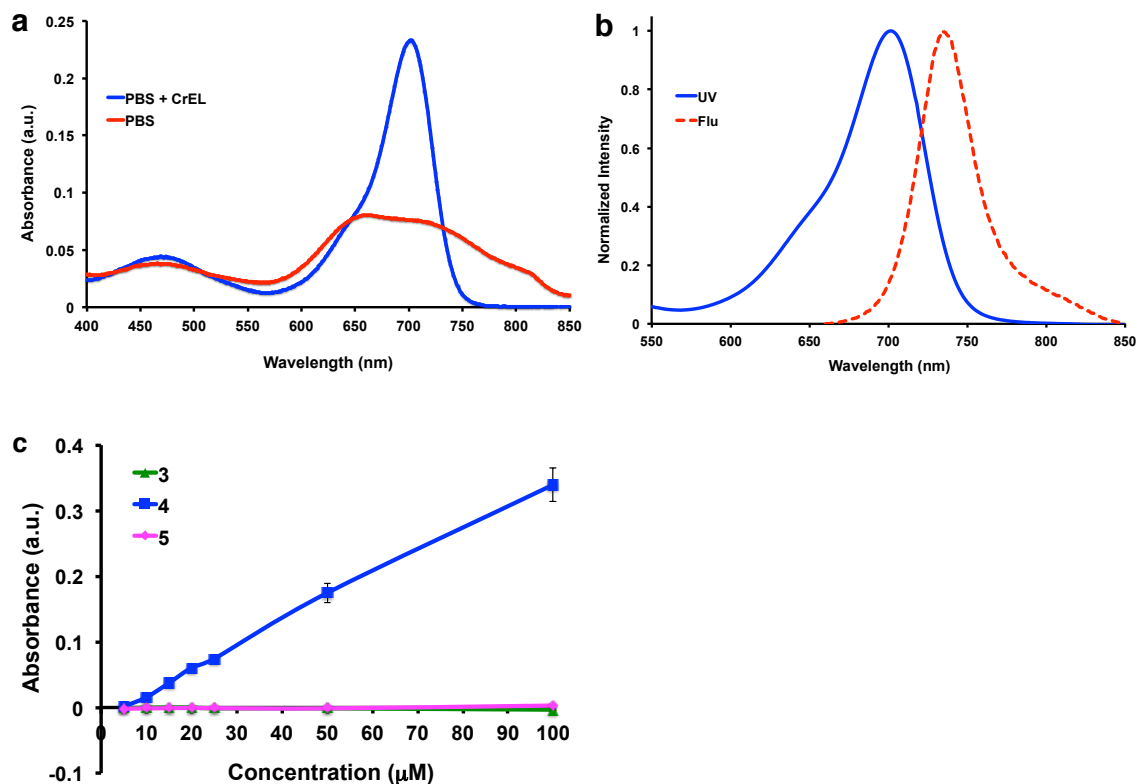 a
0.25
0.2
0.15
0.1
0.05
0
Absorbance (a.u.)
PBS + CrEL
PBS
400 450 500 550 600 650 700 750 800 850
Wavelength (nm)
b
1
0.8
0.6
0.4
0.2
0
Normalized Intensity
UV
Flu
550 600 650 700 750 800 850
Wavelength (nm)
c
0.4
0.3
0.2
0.1
0
-0.1
Absorbance (a.u.)
3
4
5
0 10 20 30 40 50 60 70 80 90 100
Concentration (μM)